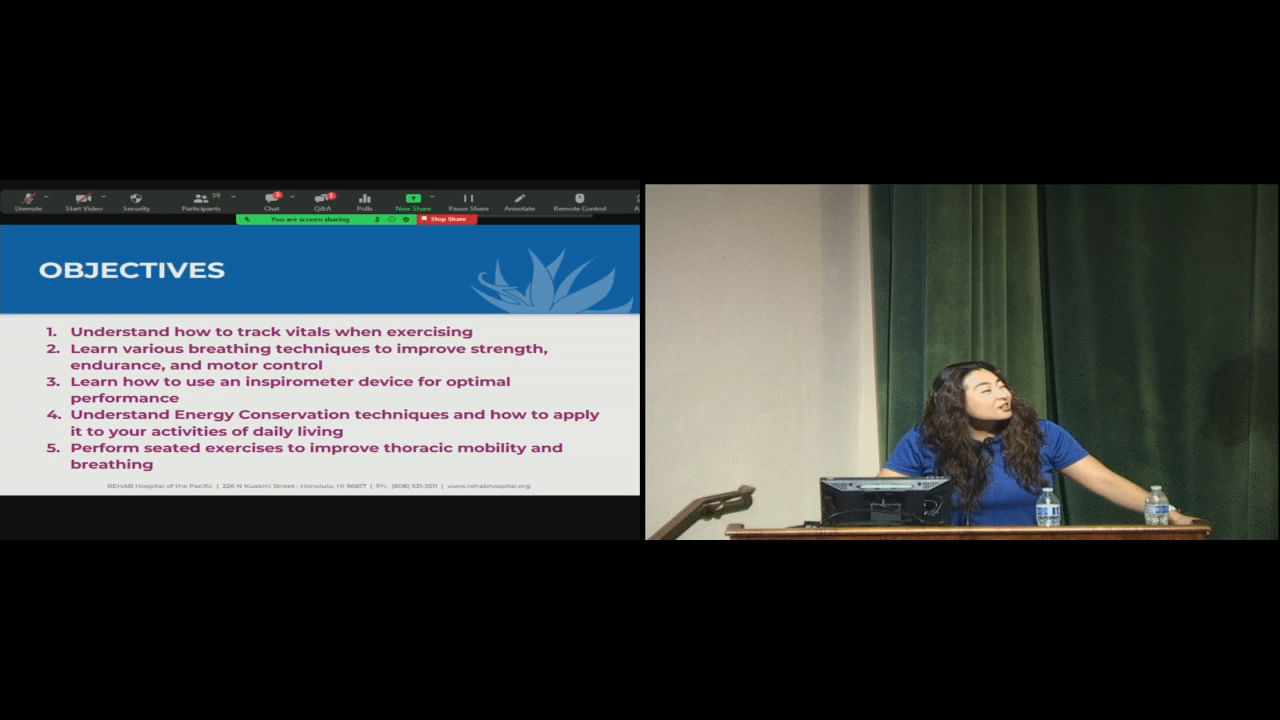 Unmute
Start Video
Security
39
Participants
Chat
Q&A
Polls
New Share
Pause Share
Annotate
Remote Control
You are screen sharing
Stop Share
OBJECTIVES
1. Understand how to track vitals when exercising
2. Learn various breathing techniques to improve strength,
endurance, and motor control
3. Learn how to use an inspirometer device for optimal
performance
4. Understand Energy Conservation techniques and how to apply
it to your activities of daily living
5. Perform seated exercises to improve thoracic mobility and
breathing
REHAB Hospital of the Pacific | 226 N Kuakini Street · Honolulu, HI 96817 | Ph: (808) 531-3511 | www.rehabhospital.org